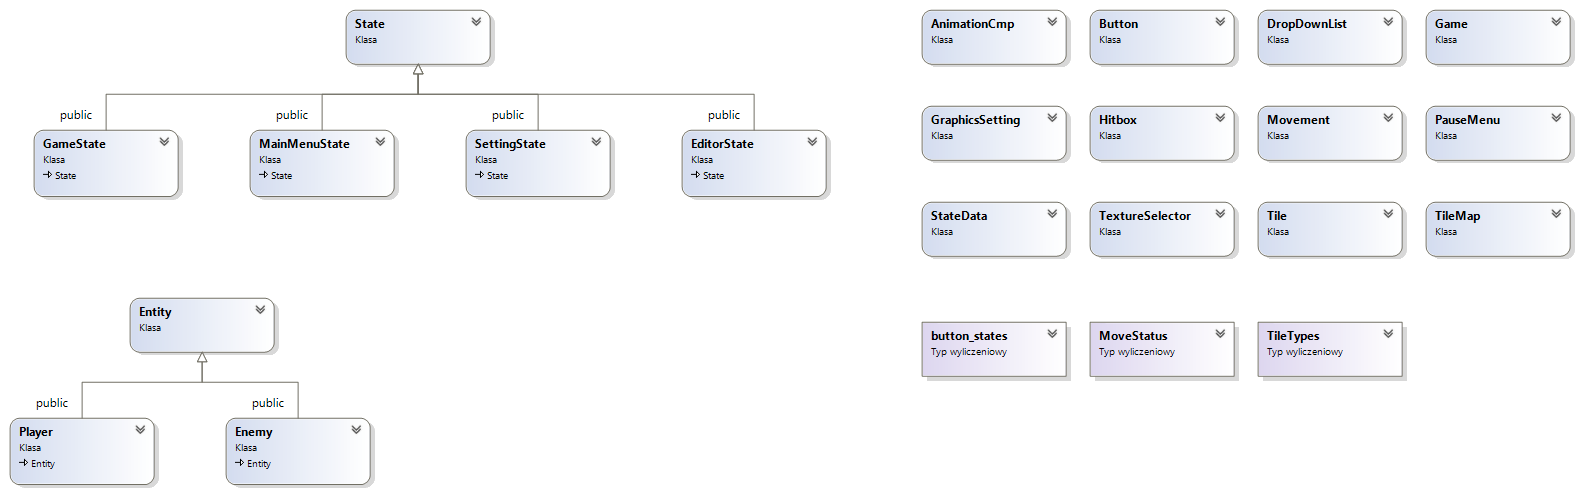 State
Klasa
public
public
public
public
GameState
Klasa
State
MainMenuState
Klasa
State
SettingState
Klasa
State
EditorState
Klasa
State
Entity
Klasa
public
public
Player
Klasa
Entity
Enemy
Klasa
Entity
AnimationCmp
Klasa
Button
Klasa
DropDownList
Klasa
Game
Klasa
GraphicsSetting
Klasa
Hitbox
Klasa
Movement
Klasa
PauseMenu
Klasa
StateData
Klasa
TextureSelector
Klasa
Tile
Klasa
TileMap
Klasa
button_states
Typ wyliczeniowy
MoveStatus
Typ wyliczeniowy
TileTypes
Typ wyliczeniowy